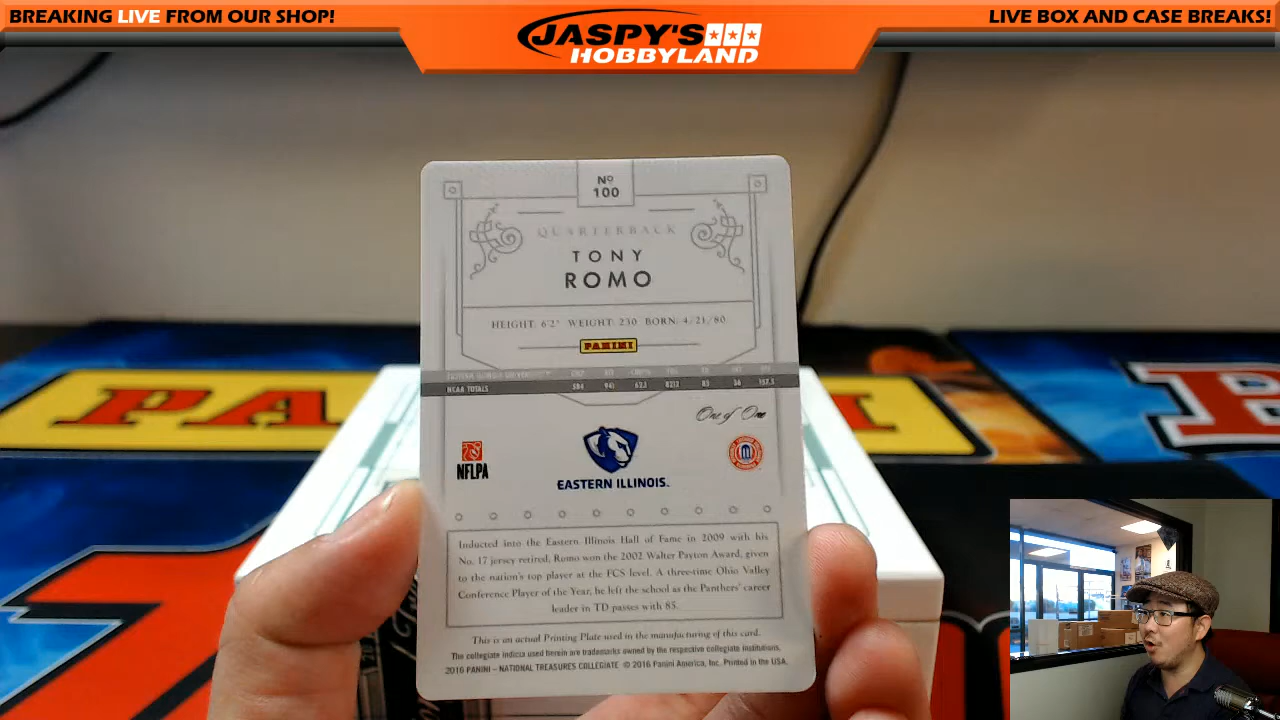 BREAKING LIVE FROM OUR SHOP!
JASPY'S
HOBBYLAND
LIVE BOX AND CASE BREAKS!
Nº
100
QUARTERBACK
TONY
ROMO
HEIGHT: 6'2" WEIGHT: 230 BORN: 4/21/80
PANINI
NCAA TOTALS
One of One
NFLPA
EASTERN ILLINOIS
Inducted into the Eastern Illinois Hall of Fame in 2009 with his
No. 17 jersey retired, Romo won the 2002 Walter Payton Award, given
to the nation's top player at the FCS level. A three-time Ohio Valley
Conference Player of the Year, he left the school as the Panthers' career
leader in TD passes with 85.
This is an actual Printing Plate used in the manufacturing of this card.
The collegiate indicia used herein are trademarks owned by the respective collegiate institutions.
2016 PANINI – NATIONAL TREASURES COLLEGIATE © 2016 Panini America, Inc. Printed in the USA.